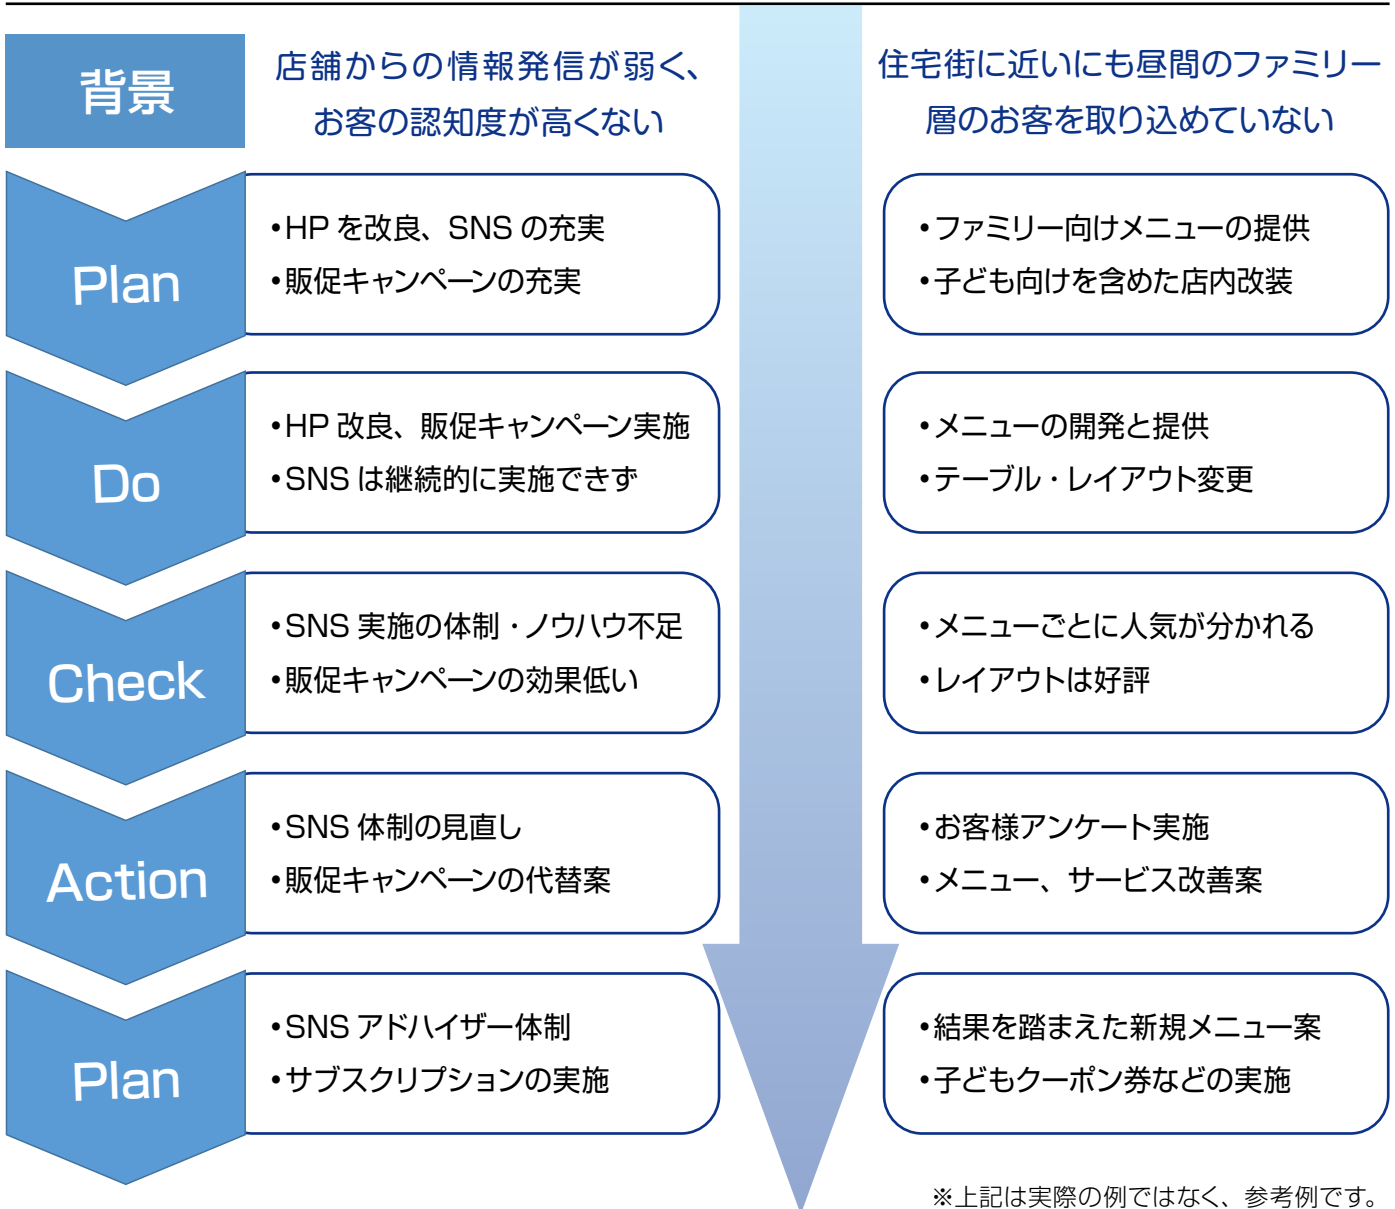 背景
店舗からの情報発信が弱く、
お客の認知度が高くない
住宅街に近いにも昼間のファミリー
層のお客を取り込めていない
Plan
•HP を改良、SNS の充実
•販促キャンペーンの充実
•ファミリー向けメニューの提供
•子ども向けを含めた店内改装
Do
•HP 改良、販促キャンペーン実施
•SNS は継続的に実施できず
•メニューの開発と提供
•テーブル・レイアウト変更
Check
•SNS 実施の体制・ノウハウ不足
•販促キャンペーンの効果低い
•メニューごとに人気が分かれる
•レイアウトは好評
Action
•SNS 体制の見直し
•販促キャンペーンの代替案
•お客様アンケート実施
•メニュー、サービス改善案
Plan
•SNS アドハイザー体制
•サブスクリプションの実施
•結果を踏まえた新規メニュー案
•子どもクーポン券などの実施
※上記は実際の例ではなく、参考例です。